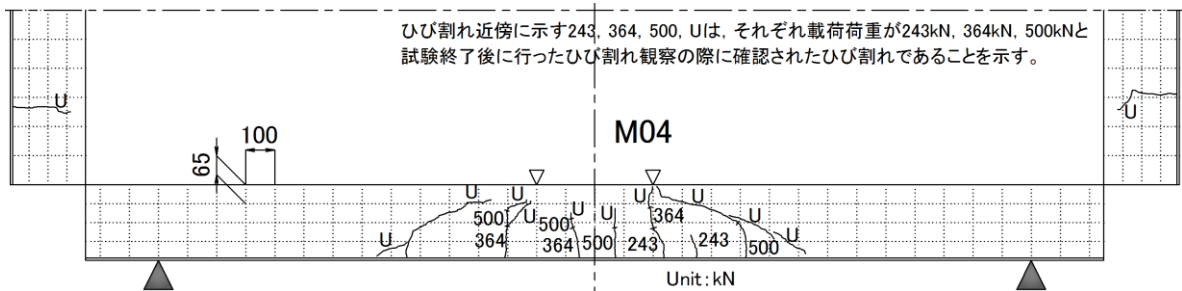 ひび割れ近傍に示す243, 364, 500, Uは, それぞれ載荷荷重が243kN, 364kN, 500kNと
試験終了後に行ったひび割れ観察の際に確認されたひび割れであることを示す。
U
U
100
M04
65
U U U U
500 U 500 U 364 U
364 364 500 243 243 500 U
U
Unit:kN